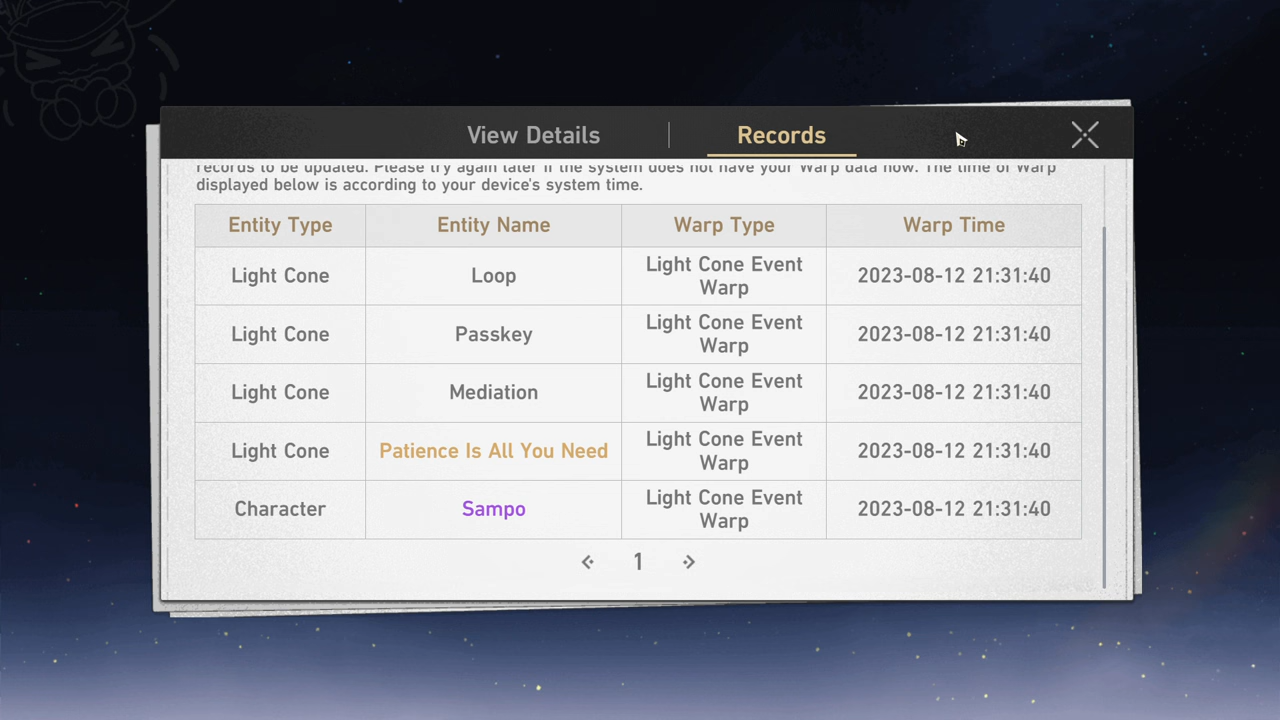 View Details
Records
records to be updated. Please try again later if the system does not have your Warp data now. The time of Warp
displayed below is according to your device's system time.
Entity Type Entity Name Warp Type Warp Time
Light Cone Loop Light Cone Event Warp 2023-08-12 21:31:40
Light Cone Passkey Light Cone Event Warp 2023-08-12 21:31:40
Light Cone Mediation Light Cone Event Warp 2023-08-12 21:31:40
Light Cone Patience Is All You Need Light Cone Event Warp 2023-08-12 21:31:40
Character Sampo Light Cone Event Warp 2023-08-12 21:31:40
1